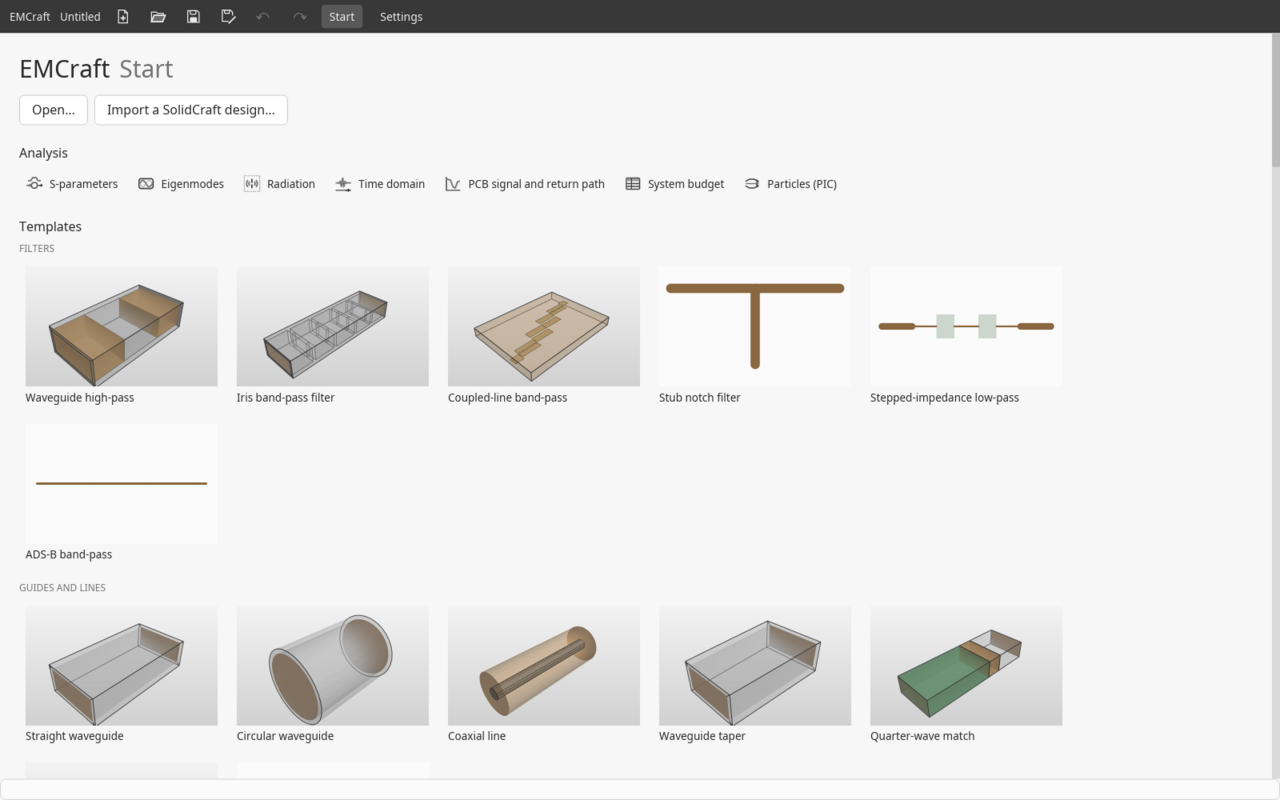 EMCraft Untitled Start Settings
EMCraft Start
Open... Import a SolidCraft design...
Analysis
S-parameters Eigenmodes Radiation Time domain PCB signal and return path System budget Particles (PIC)
Templates
FILTERS
Waveguide high-pass Iris band-pass filter Coupled-line band-pass Stub notch filter Stepped-impedance low-pass
ADS-B band-pass
GUIDES AND LINES
Straight waveguide Circular waveguide Coaxial line Waveguide taper Quarter-wave match